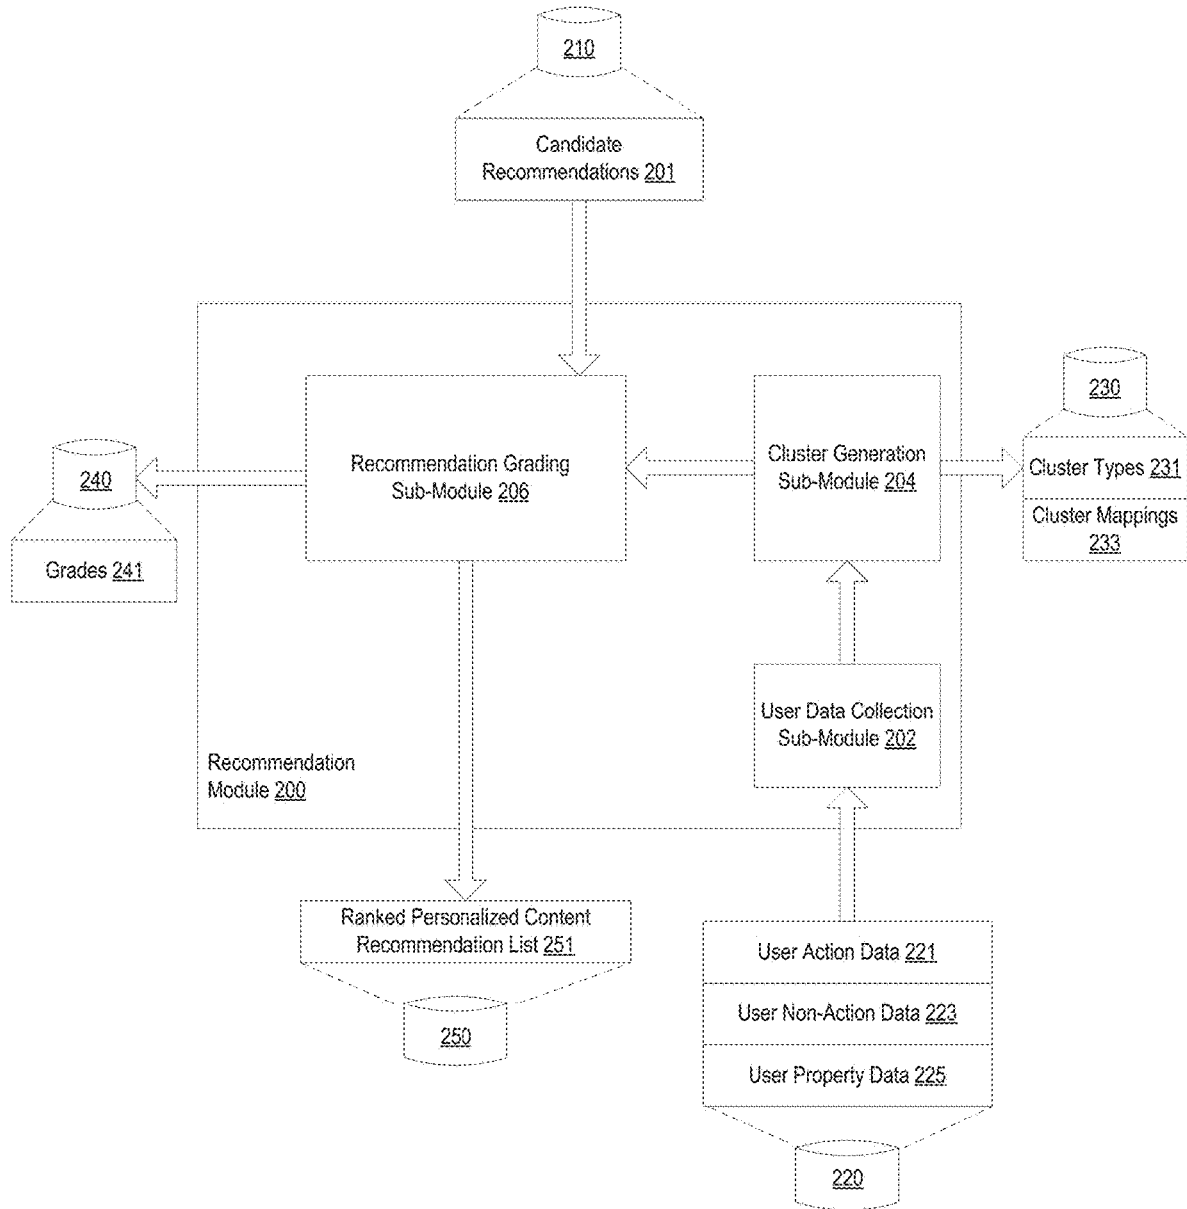 210
Candidate
Recommendations 201
230
Cluster Types 231
Cluster Mappings
233
Recommendation Grading
Sub-Module 206
Cluster Generation
Sub-Module 204
240
Grades 241
User Data Collection
Sub-Module 202
Recommendation
Module 200
Ranked Personalized Content
Recommendation List 251
250
User Action Data 221
User Non-Action Data 223
User Property Data 225
220